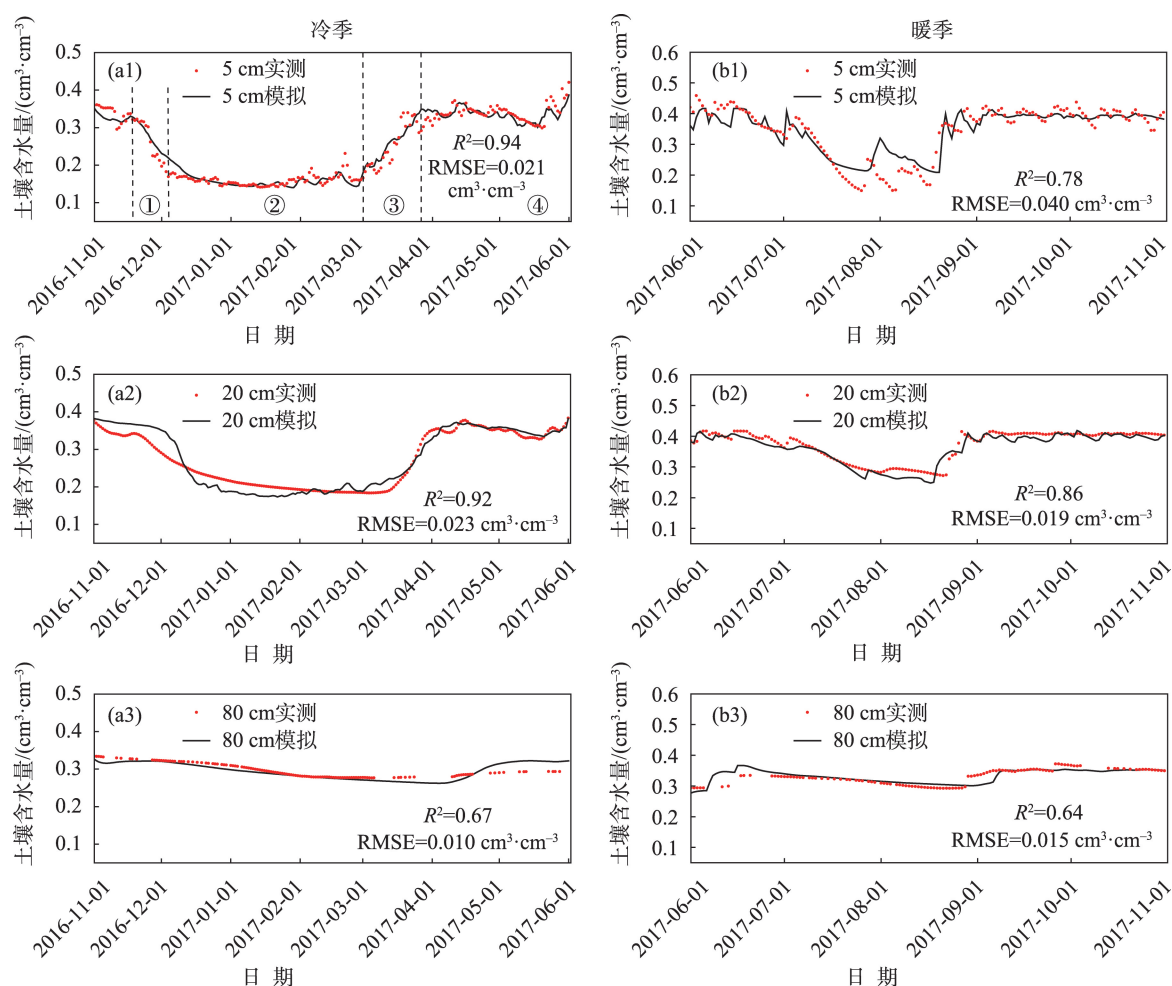 冷季
暖季
土壤含水量/(cm³·cm⁻³)
0.5
0.4
0.3
0.2
0.1
(a1)
5 cm实测
5 cm模拟
R²=0.94
RMSE=0.021
cm³·cm⁻³
① ② ③ ④
2016-11-01
2016-12-01
2017-01-01
2017-02-01
2017-03-01
2017-04-01
2017-05-01
2017-06-01
日 期
土壤含水量/(cm³·cm⁻³)
0.6
0.5
0.4
0.3
0.2
0.1
(b1)
5 cm实测
5 cm模拟
R²=0.78
RMSE=0.040 cm³·cm⁻³
2017-06-01
2017-07-01
2017-08-01
2017-09-01
2017-10-01
2017-11-01
日 期
土壤含水量/(cm³·cm⁻³)
0.5
0.4
0.3
0.2
0.1
(a2)
20 cm实测
20 cm模拟
R²=0.92
RMSE=0.023 cm³·cm⁻³
2016-11-01
2016-12-01
2017-01-01
2017-02-01
2017-03-01
2017-04-01
2017-05-01
2017-06-01
日 期
土壤含水量/(cm³·cm⁻³)
0.6
0.5
0.4
0.3
0.2
0.1
(b2)
20 cm实测
20 cm模拟
R²=0.86
RMSE=0.019 cm³·cm⁻³
2017-06-01
2017-07-01
2017-08-01
2017-09-01
2017-10-01
2017-11-01
日 期
土壤含水量/(cm³·cm⁻³)
0.5
0.4
0.3
0.2
0.1
(a3)
80 cm实测
80 cm模拟
R²=0.67
RMSE=0.010 cm³·cm⁻³
2016-11-01
2016-12-01
2017-01-01
2017-02-01
2017-03-01
2017-04-01
2017-05-01
2017-06-01
日 期
土壤含水量/(cm³·cm⁻³)
0.6
0.5
0.4
0.3
0.2
0.1
(b3)
80 cm实测
80 cm模拟
R²=0.64
RMSE=0.015 cm³·cm⁻³
2017-06-01
2017-07-01
2017-08-01
2017-09-01
2017-10-01
2017-11-01
日 期